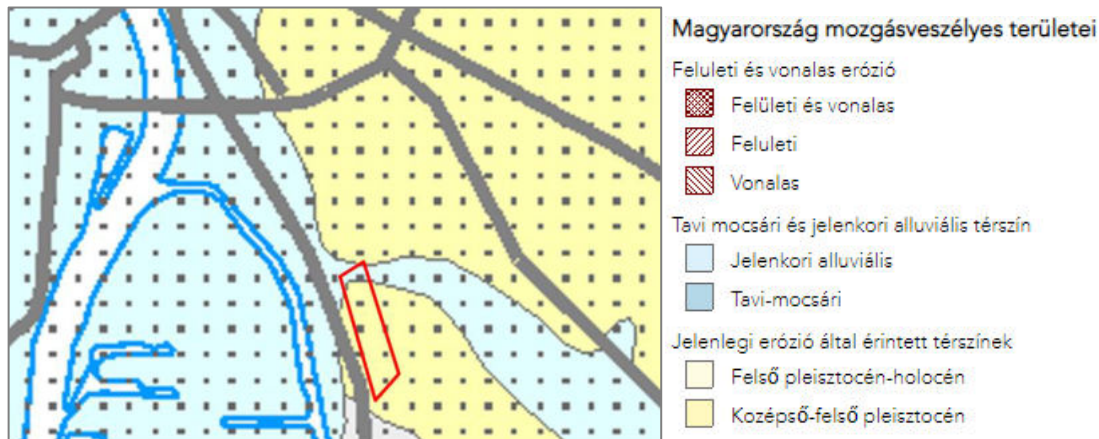 Magyarország mozgásveszélyes területei
Feluleti és vonalas erózió
Felületi és vonalas
Feluleti
Vonalas
Tavi mocsári és jelenkori alluviális térszín
Jelenkori alluviális
Tavi-mocsári
Jelenlegi erózió által érintett térszínek
Felső pleisztocén-holocén
Kozépső-felső pleisztocén